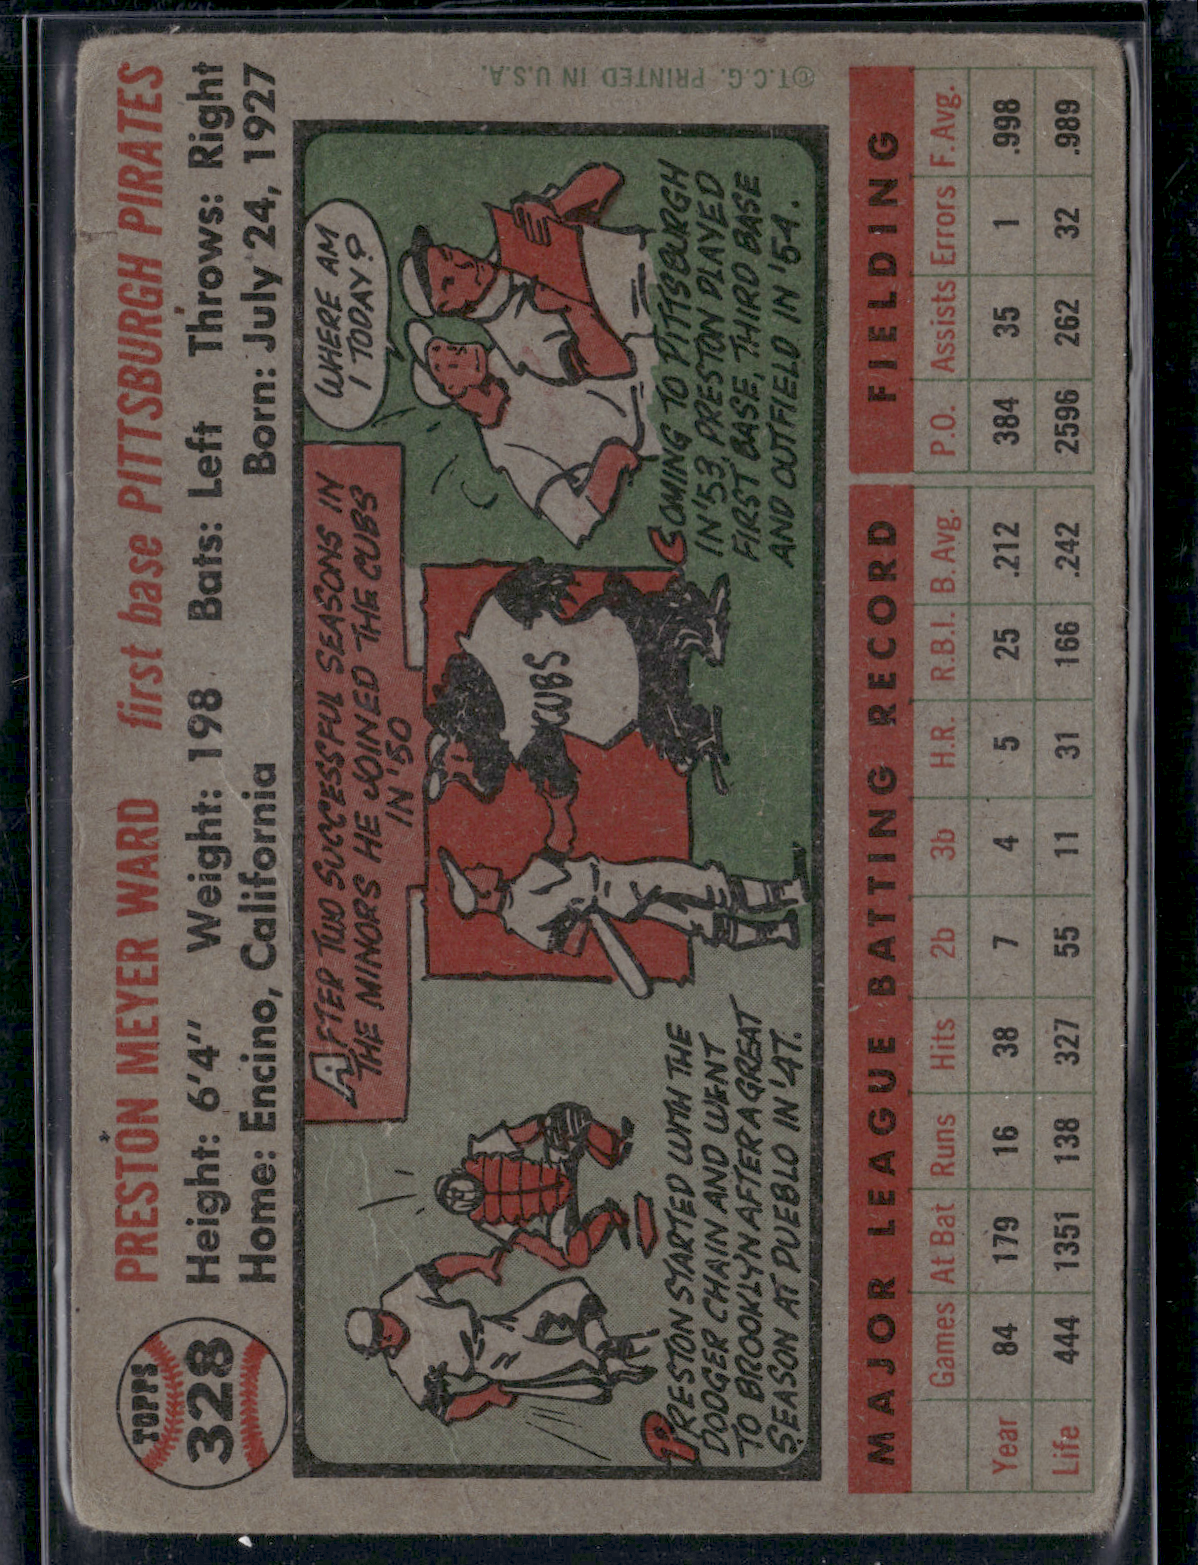 TOPPS
328
PRESTON MEYER WARD first base PITTSBURGH PIRATES
Height: 6'4" Weight: 198 Bats: Left Throws: Right
Home: Encino, California Born: July 24, 1927
PRESTON STARTED WITH THE
DODGER CHAIN AND WENT
TO BROOKLYN AFTER A GREAT
SEASON AT PUEBLO IN '47.
AFTER TWO SUCCESSFUL SEASONS IN
THE MINORS HE JOINED THE CUBS
IN '50
CUBS
WHERE AM
I TODAY?
COMING TO PITTSBURGH
IN '53, PRESTON PLAYED
FIRST BASE, THIRD BASE
AND OUTFIELD IN '54.
©T.C.G. PRINTED IN U.S.A.
MAJOR LEAGUE BATTING RECORD FIELDING
Games At Bat Runs Hits 2b 3b H.R. R.B.I. B. Avg. P.O. Assists Errors F. Avg.
Year 84 179 16 38 7 4 5 25 .212 384 35 1 .998
Life 444 1351 138 327 55 11 31 166 .242 2596 262 32 .989